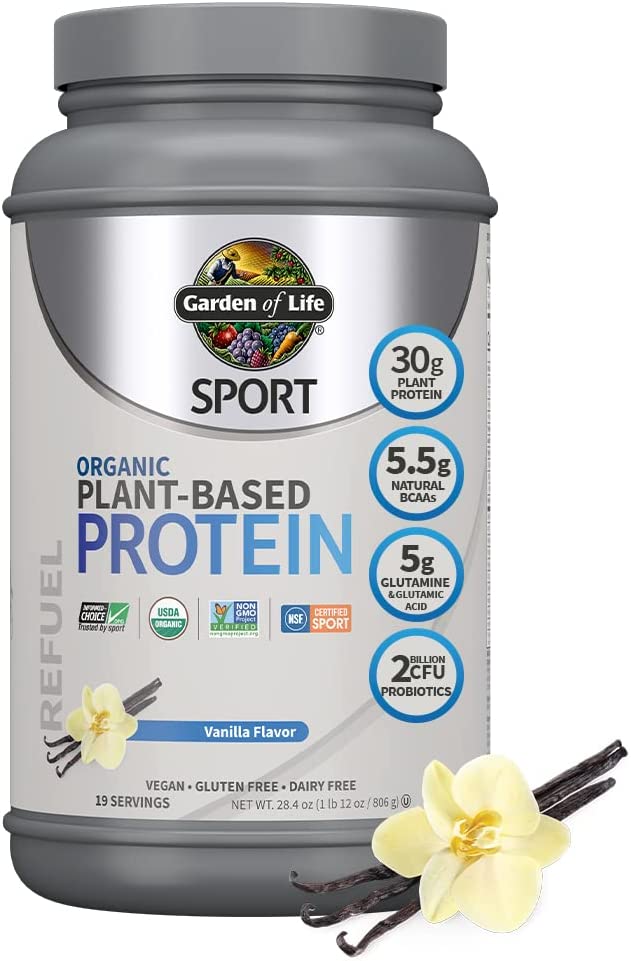 Garden of Life®
SPORT
ORGANIC
PLANT-BASED
PROTEIN
REFUEL
30g
PLANT
PROTEIN
5.5g
NATURAL
BCAAs
5g
GLUTAMINE
& GLUTAMIC
ACID
2 BILLION
CFU
PROBIOTICS
INFORMED-
CHOICE
.ORG
Trusted by sport
USDA
ORGANIC
NON
GMO
Project
VERIFIED
nongmoproject.org
NSF
CERTIFIED
SPORT
Vanilla Flavor
VEGAN • GLUTEN FREE • DAIRY FREE
19 SERVINGS
NET WT. 28.4 oz (1 lb 12 oz / 806 g) Ⓤ